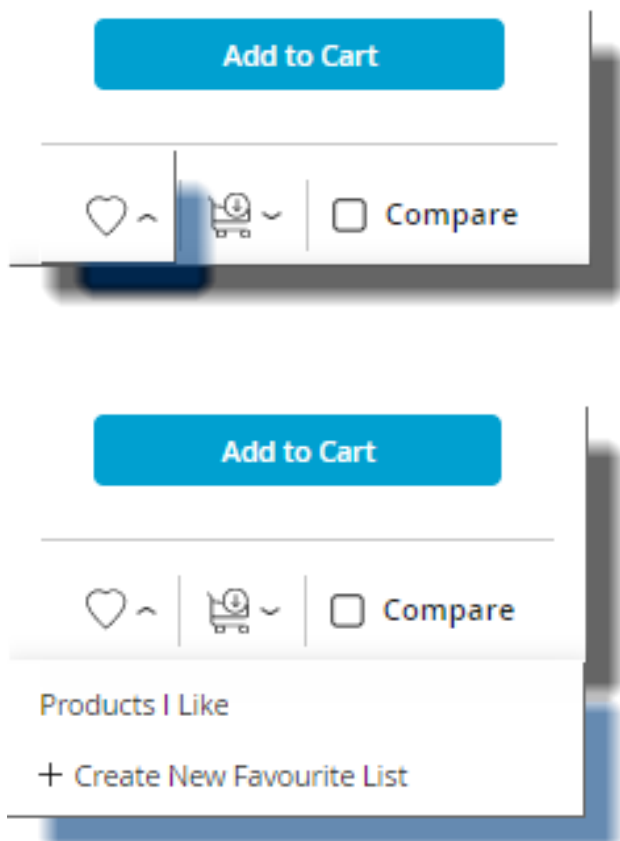 Add to Cart
Compare
Add to Cart
Compare
Products I Like
+ Create New Favourite List